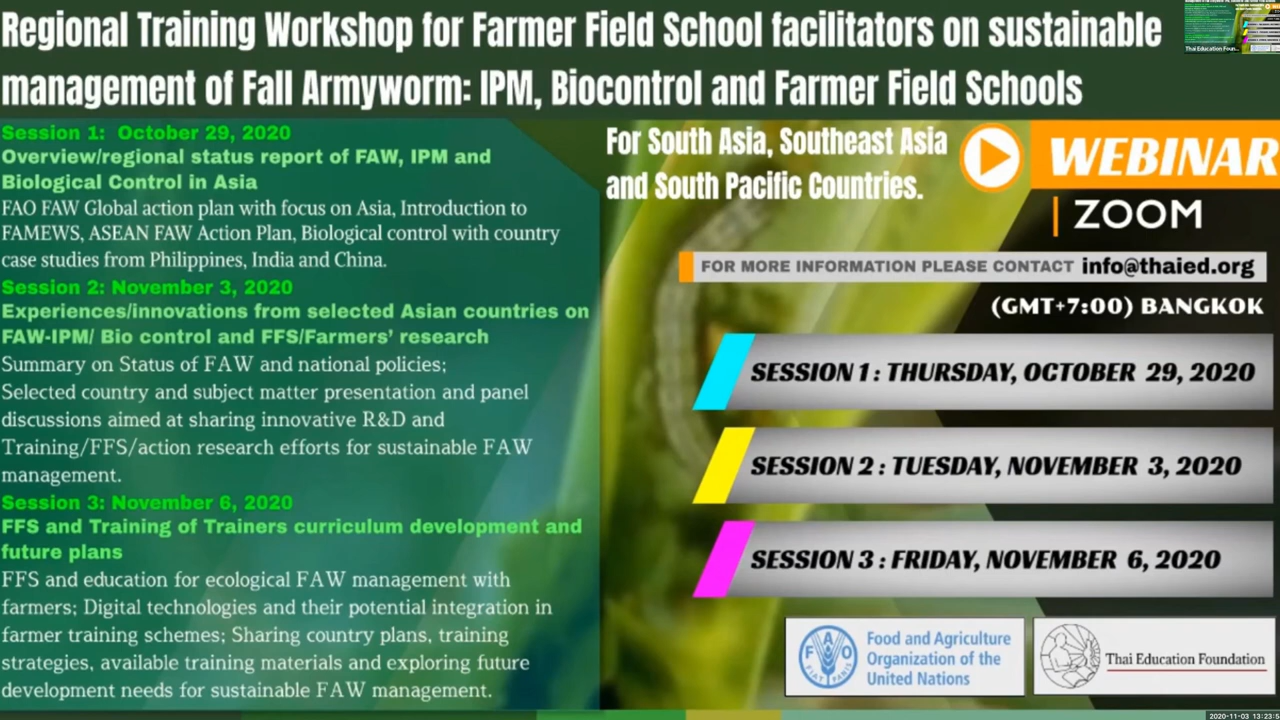 Regional Training Workshop for Farmer Field School facilitators on sustainable
management of Fall Armyworm: IPM, Biocontrol and Farmer Field Schools
Session 1: October 29, 2020
Overview/regional status report of FAW, IPM and
Biological Control in Asia
FAO FAW Global action plan with focus on Asia, Introduction to
FAMEWS, ASEAN FAW Action Plan, Biological control with country
case studies from Philippines, India and China.
Session 2: November 3, 2020
Experiences/innovations from selected Asian countries on
FAW-IPM/ Bio control and FFS/Farmers’ research
Summary on Status of FAW and national policies;
Selected country and subject matter presentation and panel
discussions aimed at sharing innovative R&D and
Training/FFS/action research efforts for sustainable FAW
management.
Session 3: November 6, 2020
FFS and Training of Trainers curriculum development and
future plans
FFS and education for ecological FAW management with
farmers; Digital technologies and their potential integration in
farmer training schemes; Sharing country plans, training
strategies, available training materials and exploring future
development needs for sustainable FAW management.
For South Asia, Southeast Asia
and South Pacific Countries.
WEBINAR
ZOOM
FOR MORE INFORMATION PLEASE CONTACT info@thaied.org
(GMT+7:00) BANGKOK
SESSION 1 : THURSDAY, OCTOBER 29, 2020
SESSION 2 : TUESDAY, NOVEMBER 3, 2020
SESSION 3 : FRIDAY, NOVEMBER 6, 2020
FAO
FIAT PANIS
Food and Agriculture
Organization of the
United Nations
Thai Education Foundation
Thai Education Foun...
2020-11-03 13:23:5